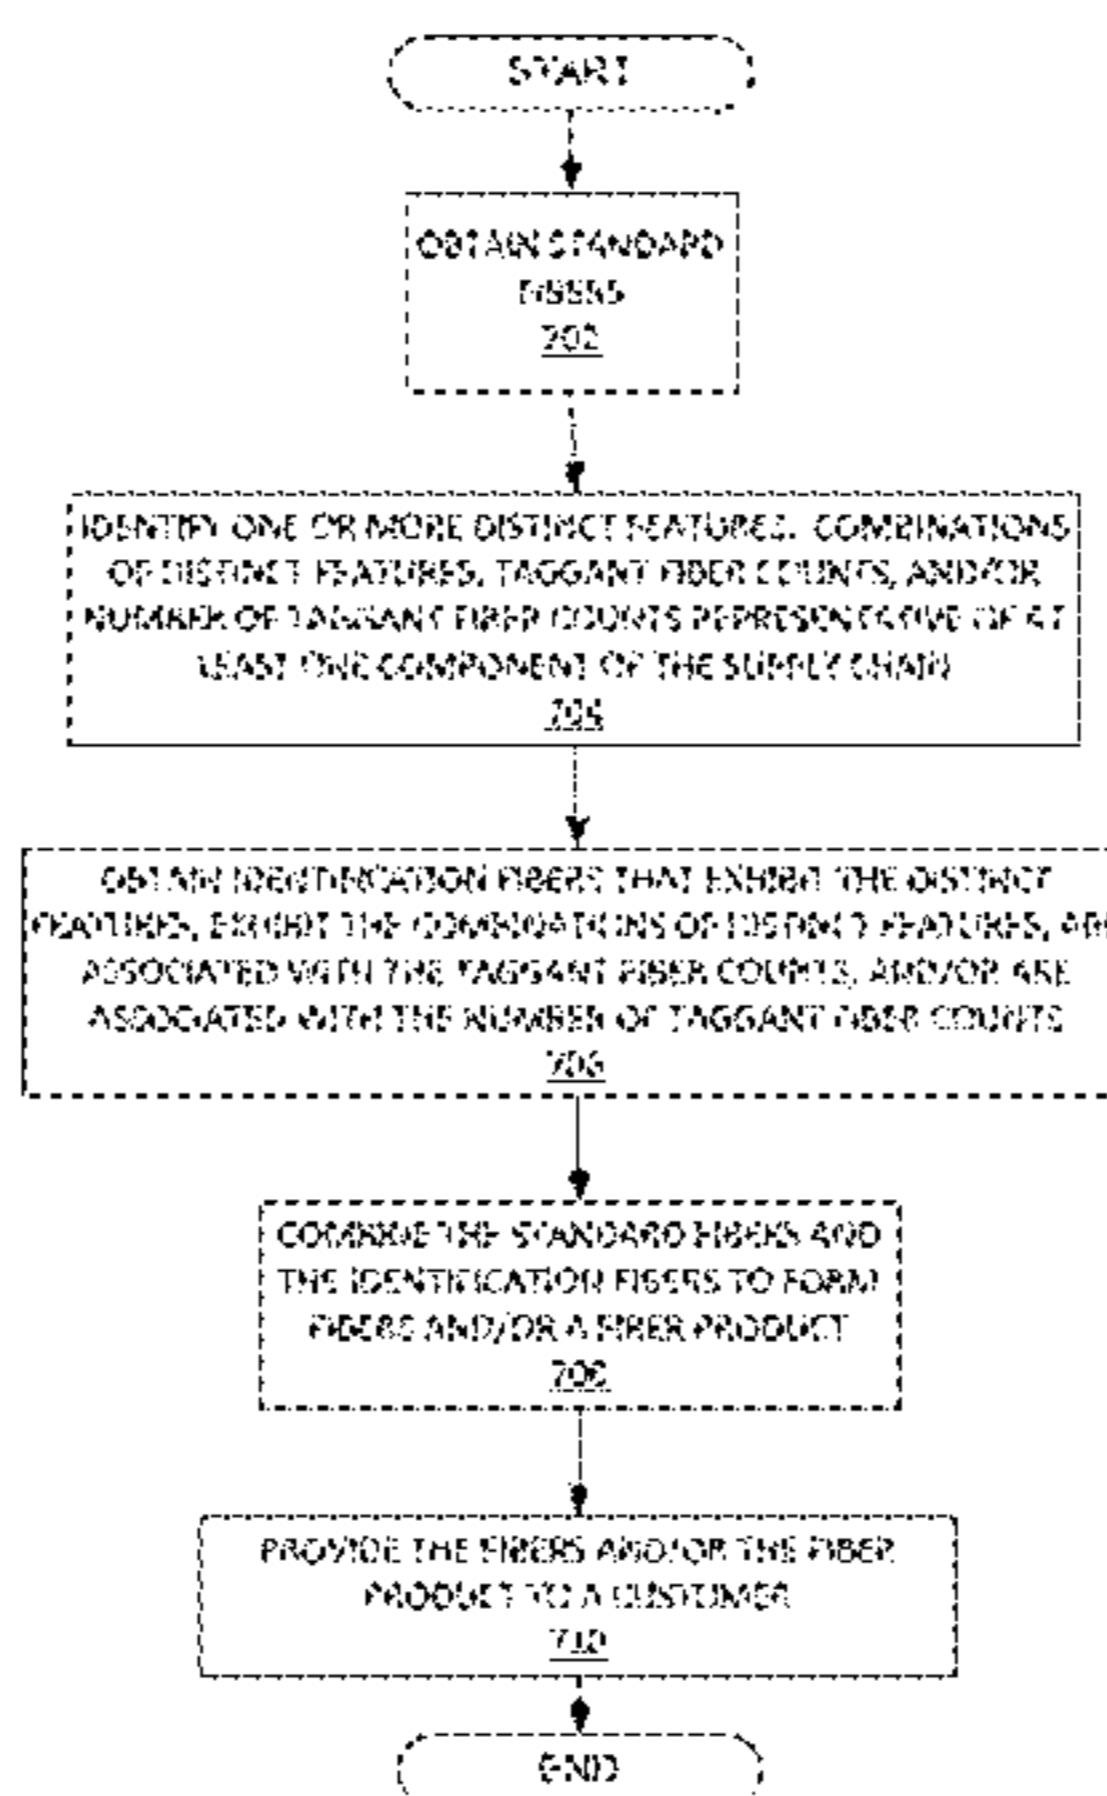 START
OBTAIN STANDARD
FIBERS
702
IDENTIFY ONE OR MORE DISTINCT FEATURES, COMBINATIONS
OF DISTINCT FEATURES, TAGGANT FIBER COUNTS, AND/OR
NUMBER OF TAGGANT FIBER COUNTS REPRESENTATIVE OF AT
LEAST ONE COMPONENT OF THE SUPPLY CHAIN
704
OBTAIN IDENTIFICATION FIBERS THAT EXHIBIT THE DISTINCT
FEATURES, EXHIBIT THE COMBINATIONS OF DISTINCT FEATURES,
ASSOCIATED WITH THE TAGGANT FIBER COUNTS, AND/OR ARE
ASSOCIATED WITH THE NUMBER OF TAGGANT FIBER COUNTS
706
COMBINE THE STANDARD FIBERS AND
THE IDENTIFICATION FIBERS TO FORM
FIBERS AND/OR A FIBER PRODUCT
708
PROVIDE THE FIBERS AND/OR THE FIBER
PRODUCT TO A CUSTOMER
710
END